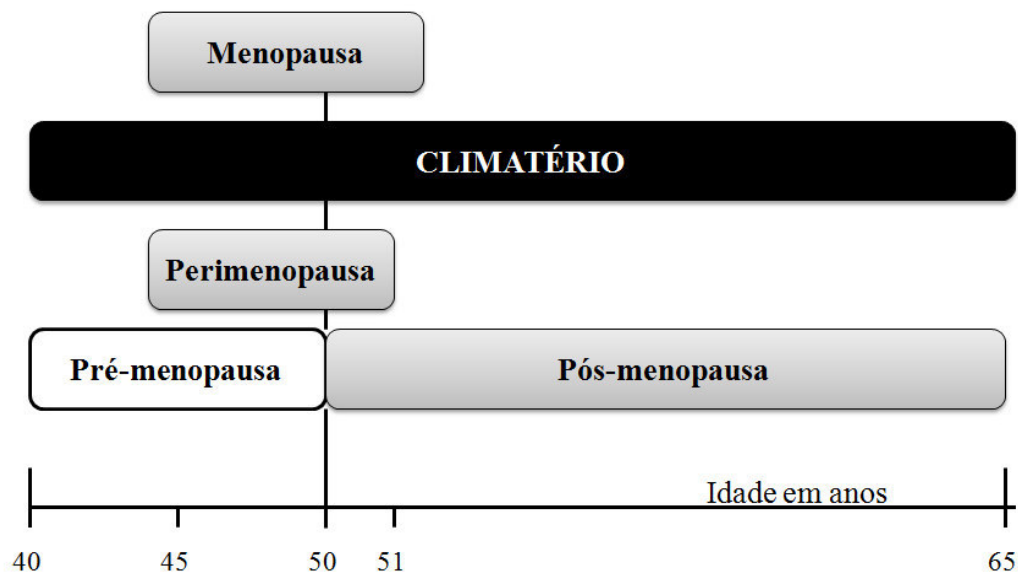 Menopausa
CLIMATÉRIO
Perimenopausa
Pré-menopausa
Pós-menopausa
Idade em anos
40
45
50
51
65